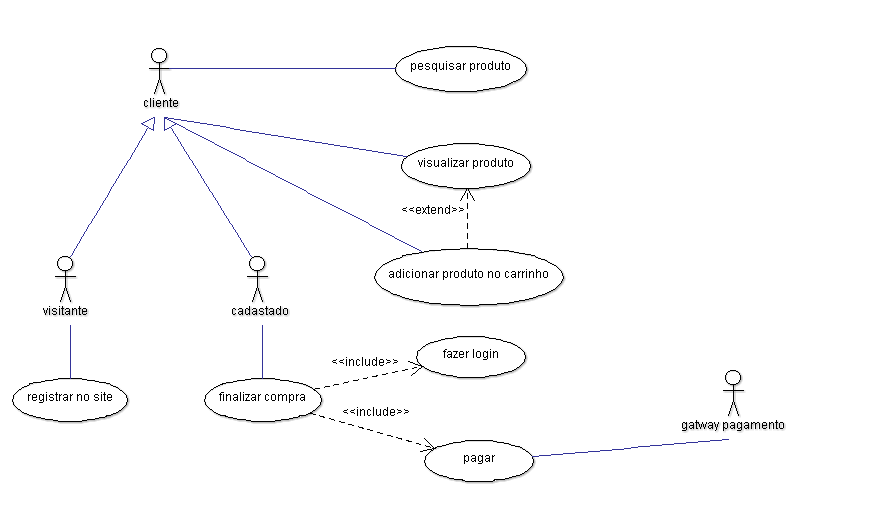 pesquisar produto
cliente
visualizar produto
<<extend>>
adicionar produto no carrinho
visitante
cadastado
<<include>>
fazer login
registrar no site
finalizar compra
<<include>>
gatway pagamento
pagar